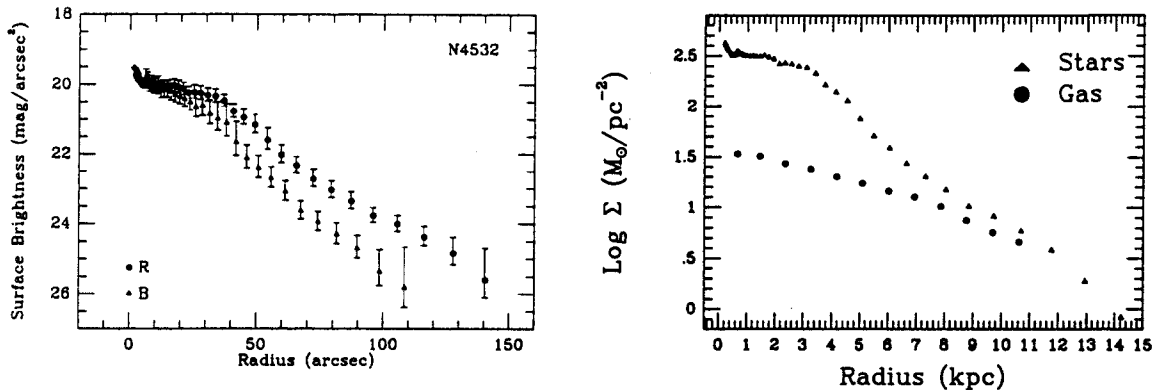 18
20
22
24
26
0
50
100
150
Surface Brightness (mag/arcsec²)
Radius (arcsec)
N4532
R
B
2.5
2
1.5
1
.5
0
0 1 2 3 4 5 6 7 8 9 10 11 12 13 14 15
Log Σ (M☉/pc⁻²)
Radius (kpc)
Stars
Gas